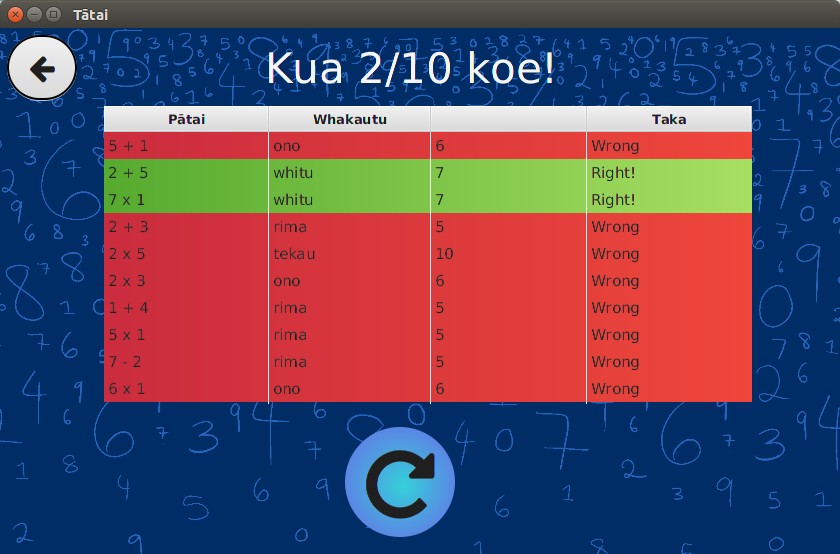 Tātai
Kua 2/10 koe!
Pātai Whakautu Taka
5 + 1 ono 6 Wrong
2 + 5 whitu 7 Right!
7 x 1 whitu 7 Right!
2 + 3 rima 5 Wrong
2 x 5 tekau 10 Wrong
2 x 3 ono 6 Wrong
1 + 4 rima 5 Wrong
5 x 1 rima 5 Wrong
7 - 2 rima 5 Wrong
6 x 1 ono 6 Wrong